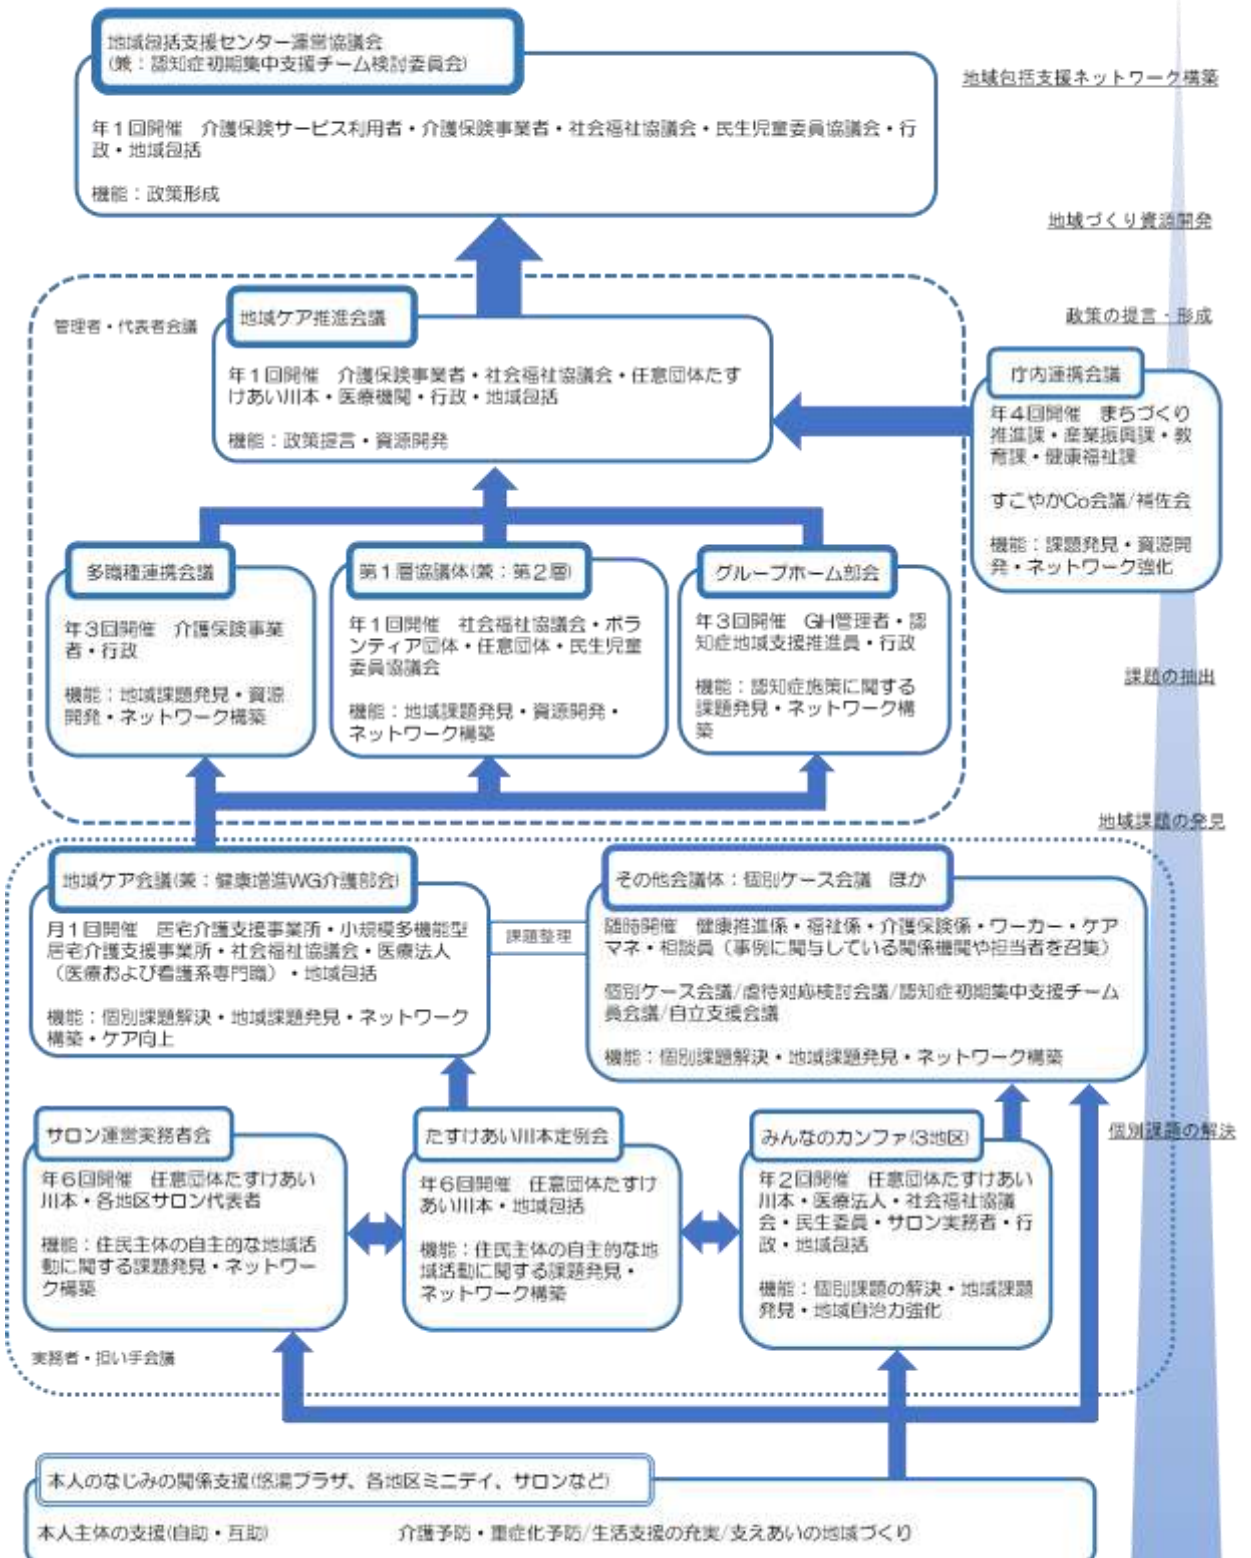 地域包括支援センター運営協議会
(兼：認知症初期集中支援チーム検討委員会)
年１回開催　介護保険サービス利用者・介護保険事業者・社会福祉協議会・民生児童委員協議会・行
政・地域包括
機能：政策形成
地域包括支援ネットワーク構築
地域づくり資源開発
政策の提言・形成
管理者・代表者会議
地域ケア推進会議
年１回開催　介護保険事業者・社会福祉協議会・任意団体たす
けあい川本・医療機関・行政・地域包括
機能：政策提言・資源開発
庁内連携会議
年４回開催　まちづくり
推進課・産業振興課・教
育課・健康福祉課
すこやかCo会議/補佐会
機能：課題発見・資源開
発・ネットワーク強化
多職種連携会議
年３回開催　介護保険事業
者・行政
機能：地域課題発見・資源
開発・ネットワーク構築
第１層協議体(兼：第２層)
年１回開催　社会福祉協議会・ボラ
ンティア団体・任意団体・民生児童
委員協議会
機能：地域課題発見・資源開発・
ネットワーク構築
グループホーム部会
年３回開催　GH管理者・認
知症地域支援推進員・行政
機能：認知症施策に関する
課題発見・ネットワーク構
築
課題の抽出
地域課題の発見
地域ケア会議(兼：健康増進WG介護部会)
月１回開催　居宅介護支援事業所・小規模多機能型
居宅介護支援事業所・社会福祉協議会・医療法人
（医療および看護系専門職）・地域包括
機能：個別課題解決・地域課題発見・ネットワーク
構築・ケア向上
課題整理
その他会議体：個別ケース会議　ほか
随時開催　健康推進係・福祉係・介護保険係・ワーカー・ケア
マネ・相談員（事例に関与している関係機関や担当者を召集）
個別ケース会議/虐待対応検討会議/認知症初期集中支援チーム
員会議/自立支援会議
機能：個別課題解決・地域課題発見・ネットワーク構築
個別課題の解決
サロン運営実務者会
年６回開催　任意団体たすけあい
川本・各地区サロン代表者
機能：住民主体の自主的な地域活
動に関する課題発見・ネットワー
ク構築
たすけあい川本定例会
年６回開催　任意団体たすけ
あい川本・地域包括
機能：住民主体の自主的な地
域活動に関する課題発見・
ネットワーク構築
みんなのカンファ(3地区)
年２回開催　任意団体たすけあい
川本・医療法人・社会福祉協議
会・民生委員・サロン実務者・行
政・地域包括
機能：個別課題の解決・地域課題
発見・地域自治力強化
実務者・担い手会議
本人のなじみの関係支援(悠湯プラザ、各地区ミニデイ、サロンなど)
本人主体の支援(自助・互助)　介護予防・重症化予防/生活支援の充実/支えあいの地域づくり